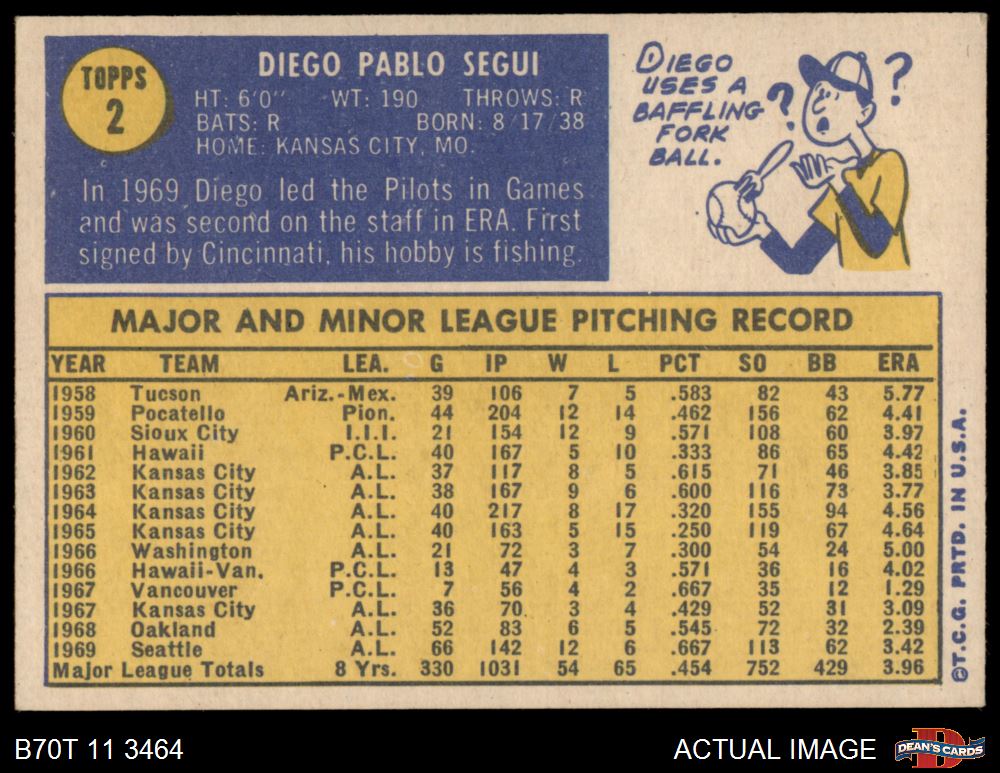 TOPPS
2
DIEGO PABLO SEGUI
HT: 6'0" WT: 190 THROWS: R
BATS: R BORN: 8/17/38
HOME: KANSAS CITY, MO.
In 1969 Diego led the Pilots in Games
and was second on the staff in ERA. First
signed by Cincinnati, his hobby is fishing.
DIEGO
USES A
BAFFLING
FORK
BALL.
? ?
MAJOR AND MINOR LEAGUE PITCHING RECORD
YEAR TEAM LEA. G IP W L PCT SO BB ERA
1958 Tucson Ariz.-Mex. 39 106 7 5 .583 82 43 5.77
1959 Pocatello Pion. 44 204 12 14 .462 156 62 4.41
1960 Sioux City I.I.I. 21 154 12 9 .571 108 60 3.97
1961 Hawaii P.C.L. 40 167 5 10 .333 86 65 4.42
1962 Kansas City A.L. 37 117 8 5 .615 71 46 3.85
1963 Kansas City A.L. 38 167 9 6 .600 116 73 3.77
1964 Kansas City A.L. 40 217 8 17 .320 155 94 4.56
1965 Kansas City A.L. 40 163 5 15 .250 119 67 4.64
1966 Washington A.L. 21 72 3 7 .300 54 24 5.00
1966 Hawaii-Van. P.C.L. 13 47 4 3 .571 36 16 4.02
1967 Vancouver P.C.L. 7 56 4 2 .667 35 12 1.29
1967 Kansas City A.L. 36 70 3 4 .429 52 31 3.09
1968 Oakland A.L. 52 83 6 5 .545 72 32 2.39
1969 Seattle A.L. 66 142 12 6 .667 113 62 3.42
Major League Totals 8 Yrs. 330 1031 54 65 .454 752 429 3.96
©T.C.G. PRTD. IN U.S.A.
B70T 11 3464
ACTUAL IMAGE
D
DEAN'S CARDS